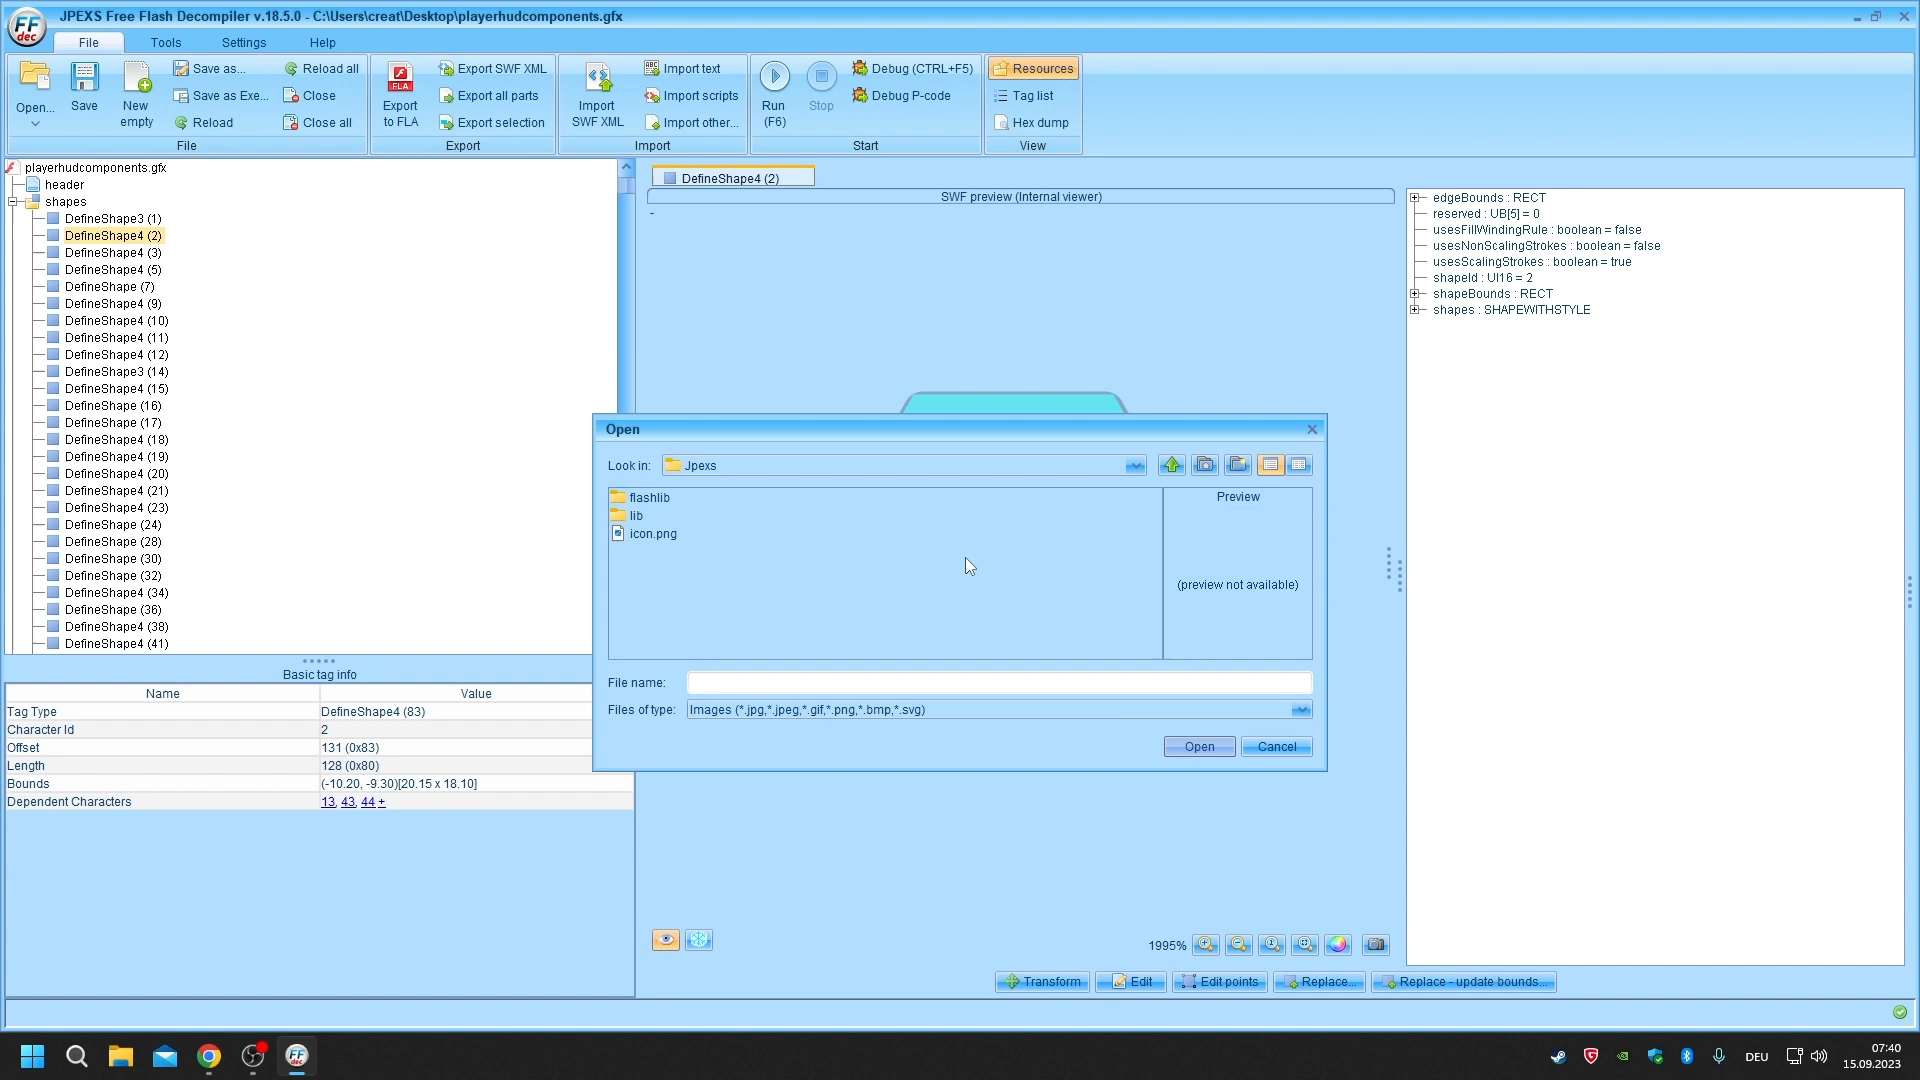 JPEXS Free Flash Decompiler v.18.5.0 - C:\Users\creat\Desktop\playerhudcomponents.gfx
FF
dec
File
Tools
Settings
Help
Open...
Save
New
empty
Save as...
Save as Exe...
Reload
Reload all
Close
Close all
File
FLA
Export
to FLA
Export SWF XML
Export all parts
Export selection
Export
Import
SWF XML
Import text
Import scripts
Import other...
Import
Run
(F6)
Stop
Debug (CTRL+F5)
Debug P-code
Start
Resources
Tag list
Hex dump
View
playerhudcomponents.gfx
header
shapes
DefineShape3 (1)
DefineShape4 (2)
DefineShape4 (3)
DefineShape4 (5)
DefineShape (7)
DefineShape4 (9)
DefineShape4 (10)
DefineShape4 (11)
DefineShape4 (12)
DefineShape3 (14)
DefineShape4 (15)
DefineShape (16)
DefineShape (17)
DefineShape4 (18)
DefineShape4 (19)
DefineShape4 (20)
DefineShape4 (21)
DefineShape4 (23)
DefineShape (24)
DefineShape (28)
DefineShape (30)
DefineShape (32)
DefineShape4 (34)
DefineShape (36)
DefineShape4 (38)
DefineShape4 (41)
Basic tag info
Name Value
Tag Type DefineShape4 (83)
Character Id 2
Offset 131 (0x83)
Length 128 (0x80)
Bounds (-10.20, -9.30)[20.15 x 18.10]
Dependent Characters 13, 43, 44 +
DefineShape4 (2)
SWF preview (Internal viewer)
-
Open
Look in: Jpexs
flashlib
lib
icon.png
Preview
(preview not available)
File name:
Files of type: Images (*.jpg,*.jpeg,*.gif,*.png,*.bmp,*.svg)
Open Cancel
1995%
Transform
Edit
Edit points
Replace...
Replace - update bounds...
edgeBounds : RECT
reserved : UB[5] = 0
usesFillWindingRule : boolean = false
usesNonScalingStrokes : boolean = false
usesScalingStrokes : boolean = true
shapeId : UI16 = 2
shapeBounds : RECT
shapes : SHAPEWITHSTYLE
FF
dec
DEU
07:40
15.09.2023